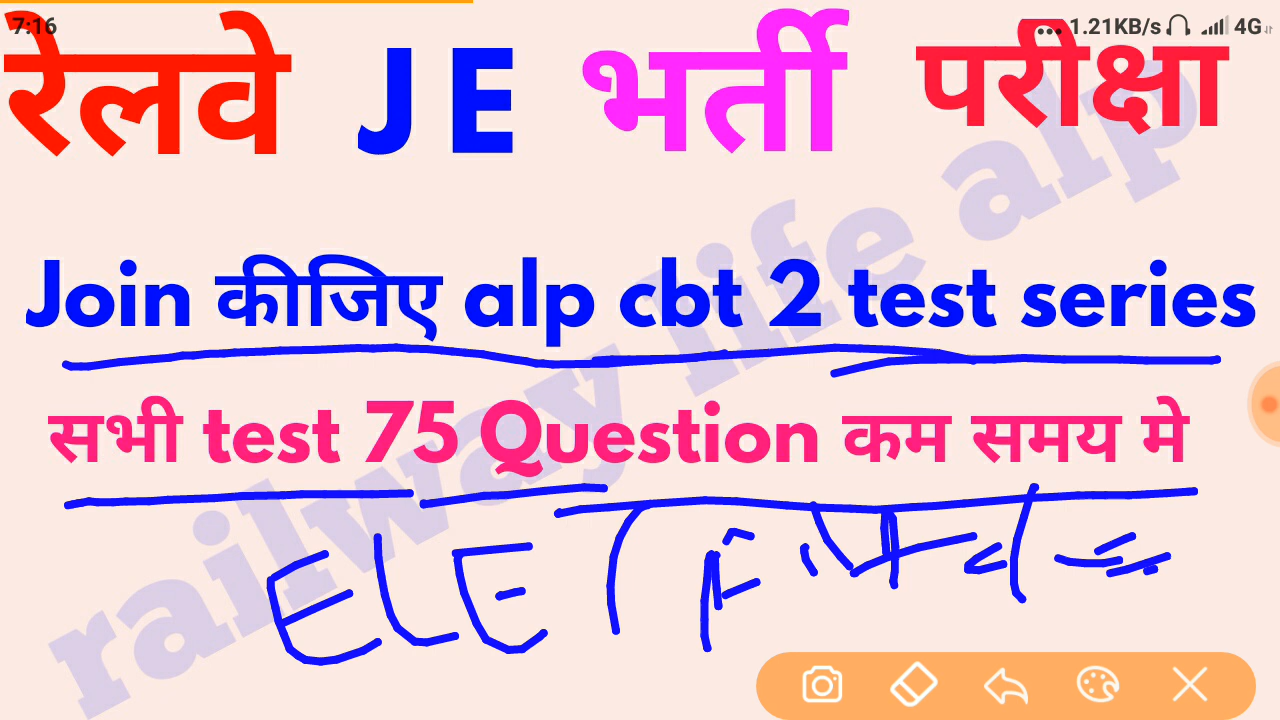 7:16 ... 1.21KB/s 4G
रेलवे JE भर्ती परीक्षा
Join कीजिए alp cbt 2 test series
सभी test 75 Question कम समय मे
railway life alp